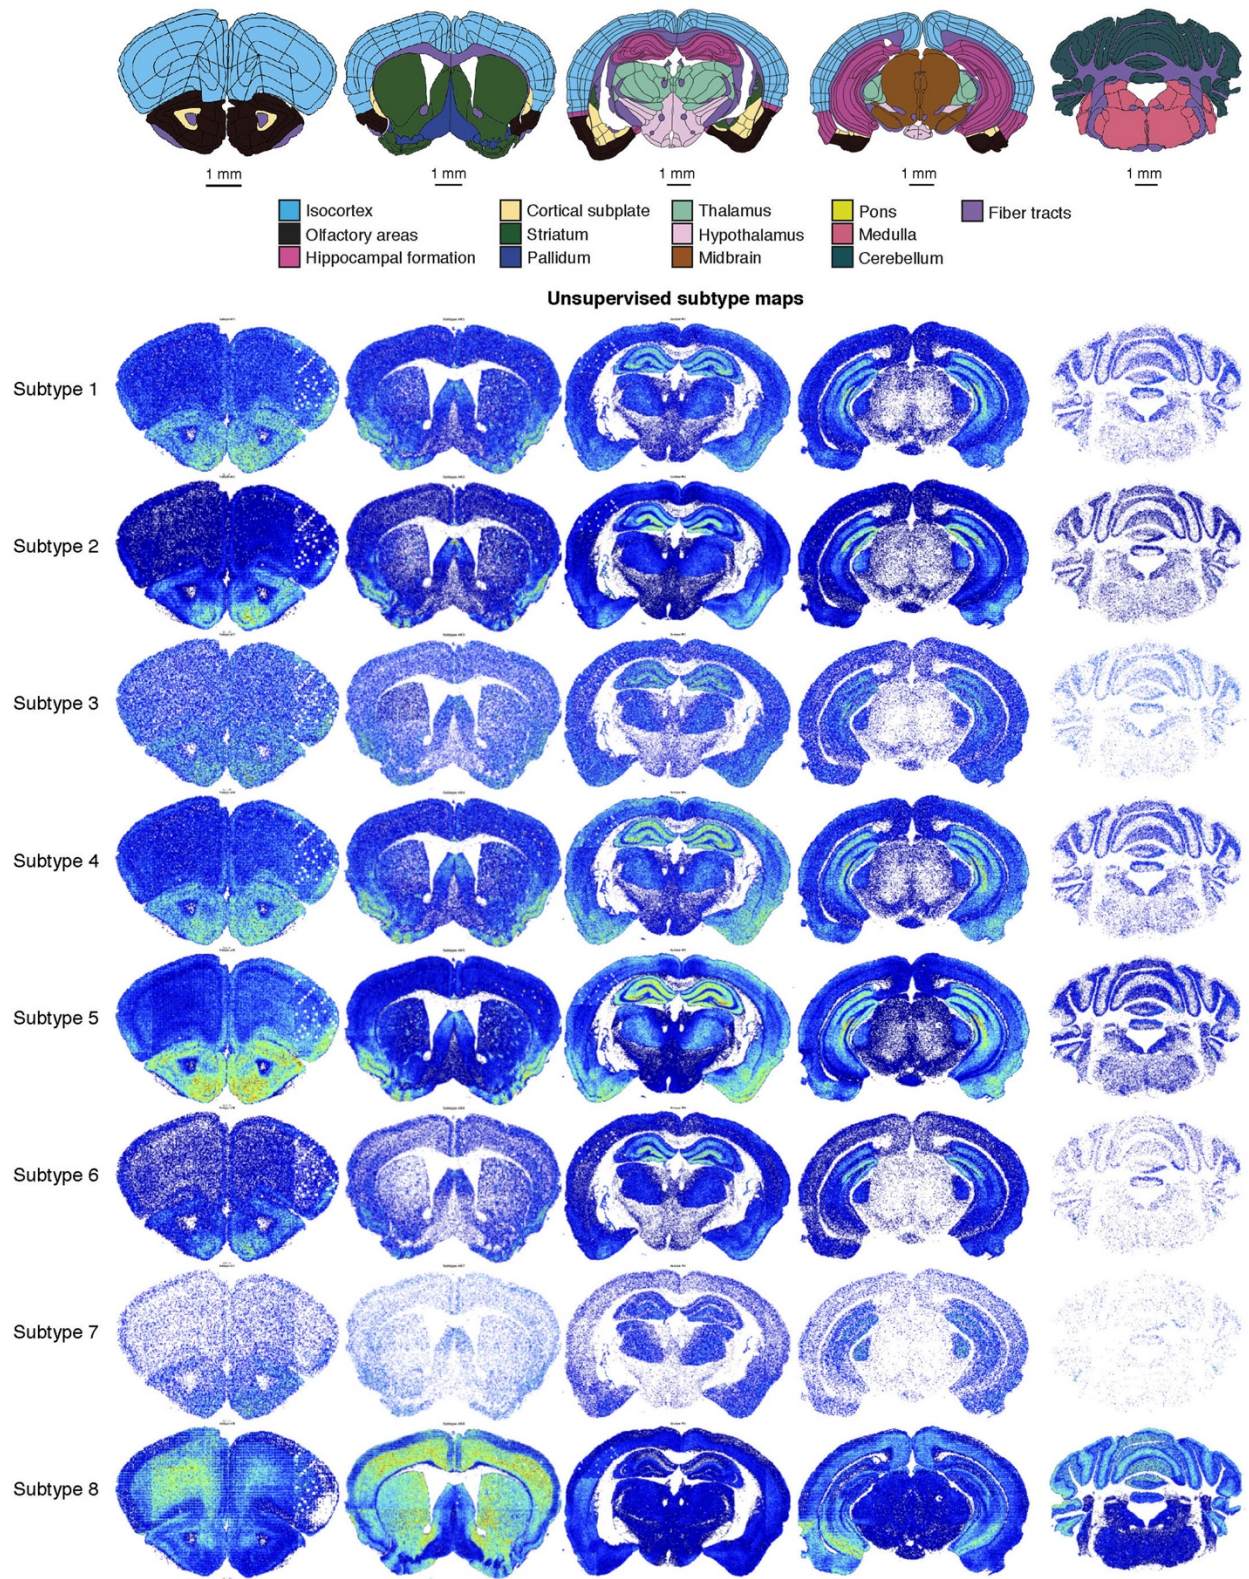 1 mm 1 mm 1 mm 1 mm 1 mm
Isocortex Cortical subplate Thalamus Pons Fiber tracts
Olfactory areas Striatum Hypothalamus Medulla
Hippocampal formation Pallidum Midbrain Cerebellum
Unsupervised subtype maps
Subtype 1
Subtype 2
Subtype 3
Subtype 4
Subtype 5
Subtype 6
Subtype 7
Subtype 8